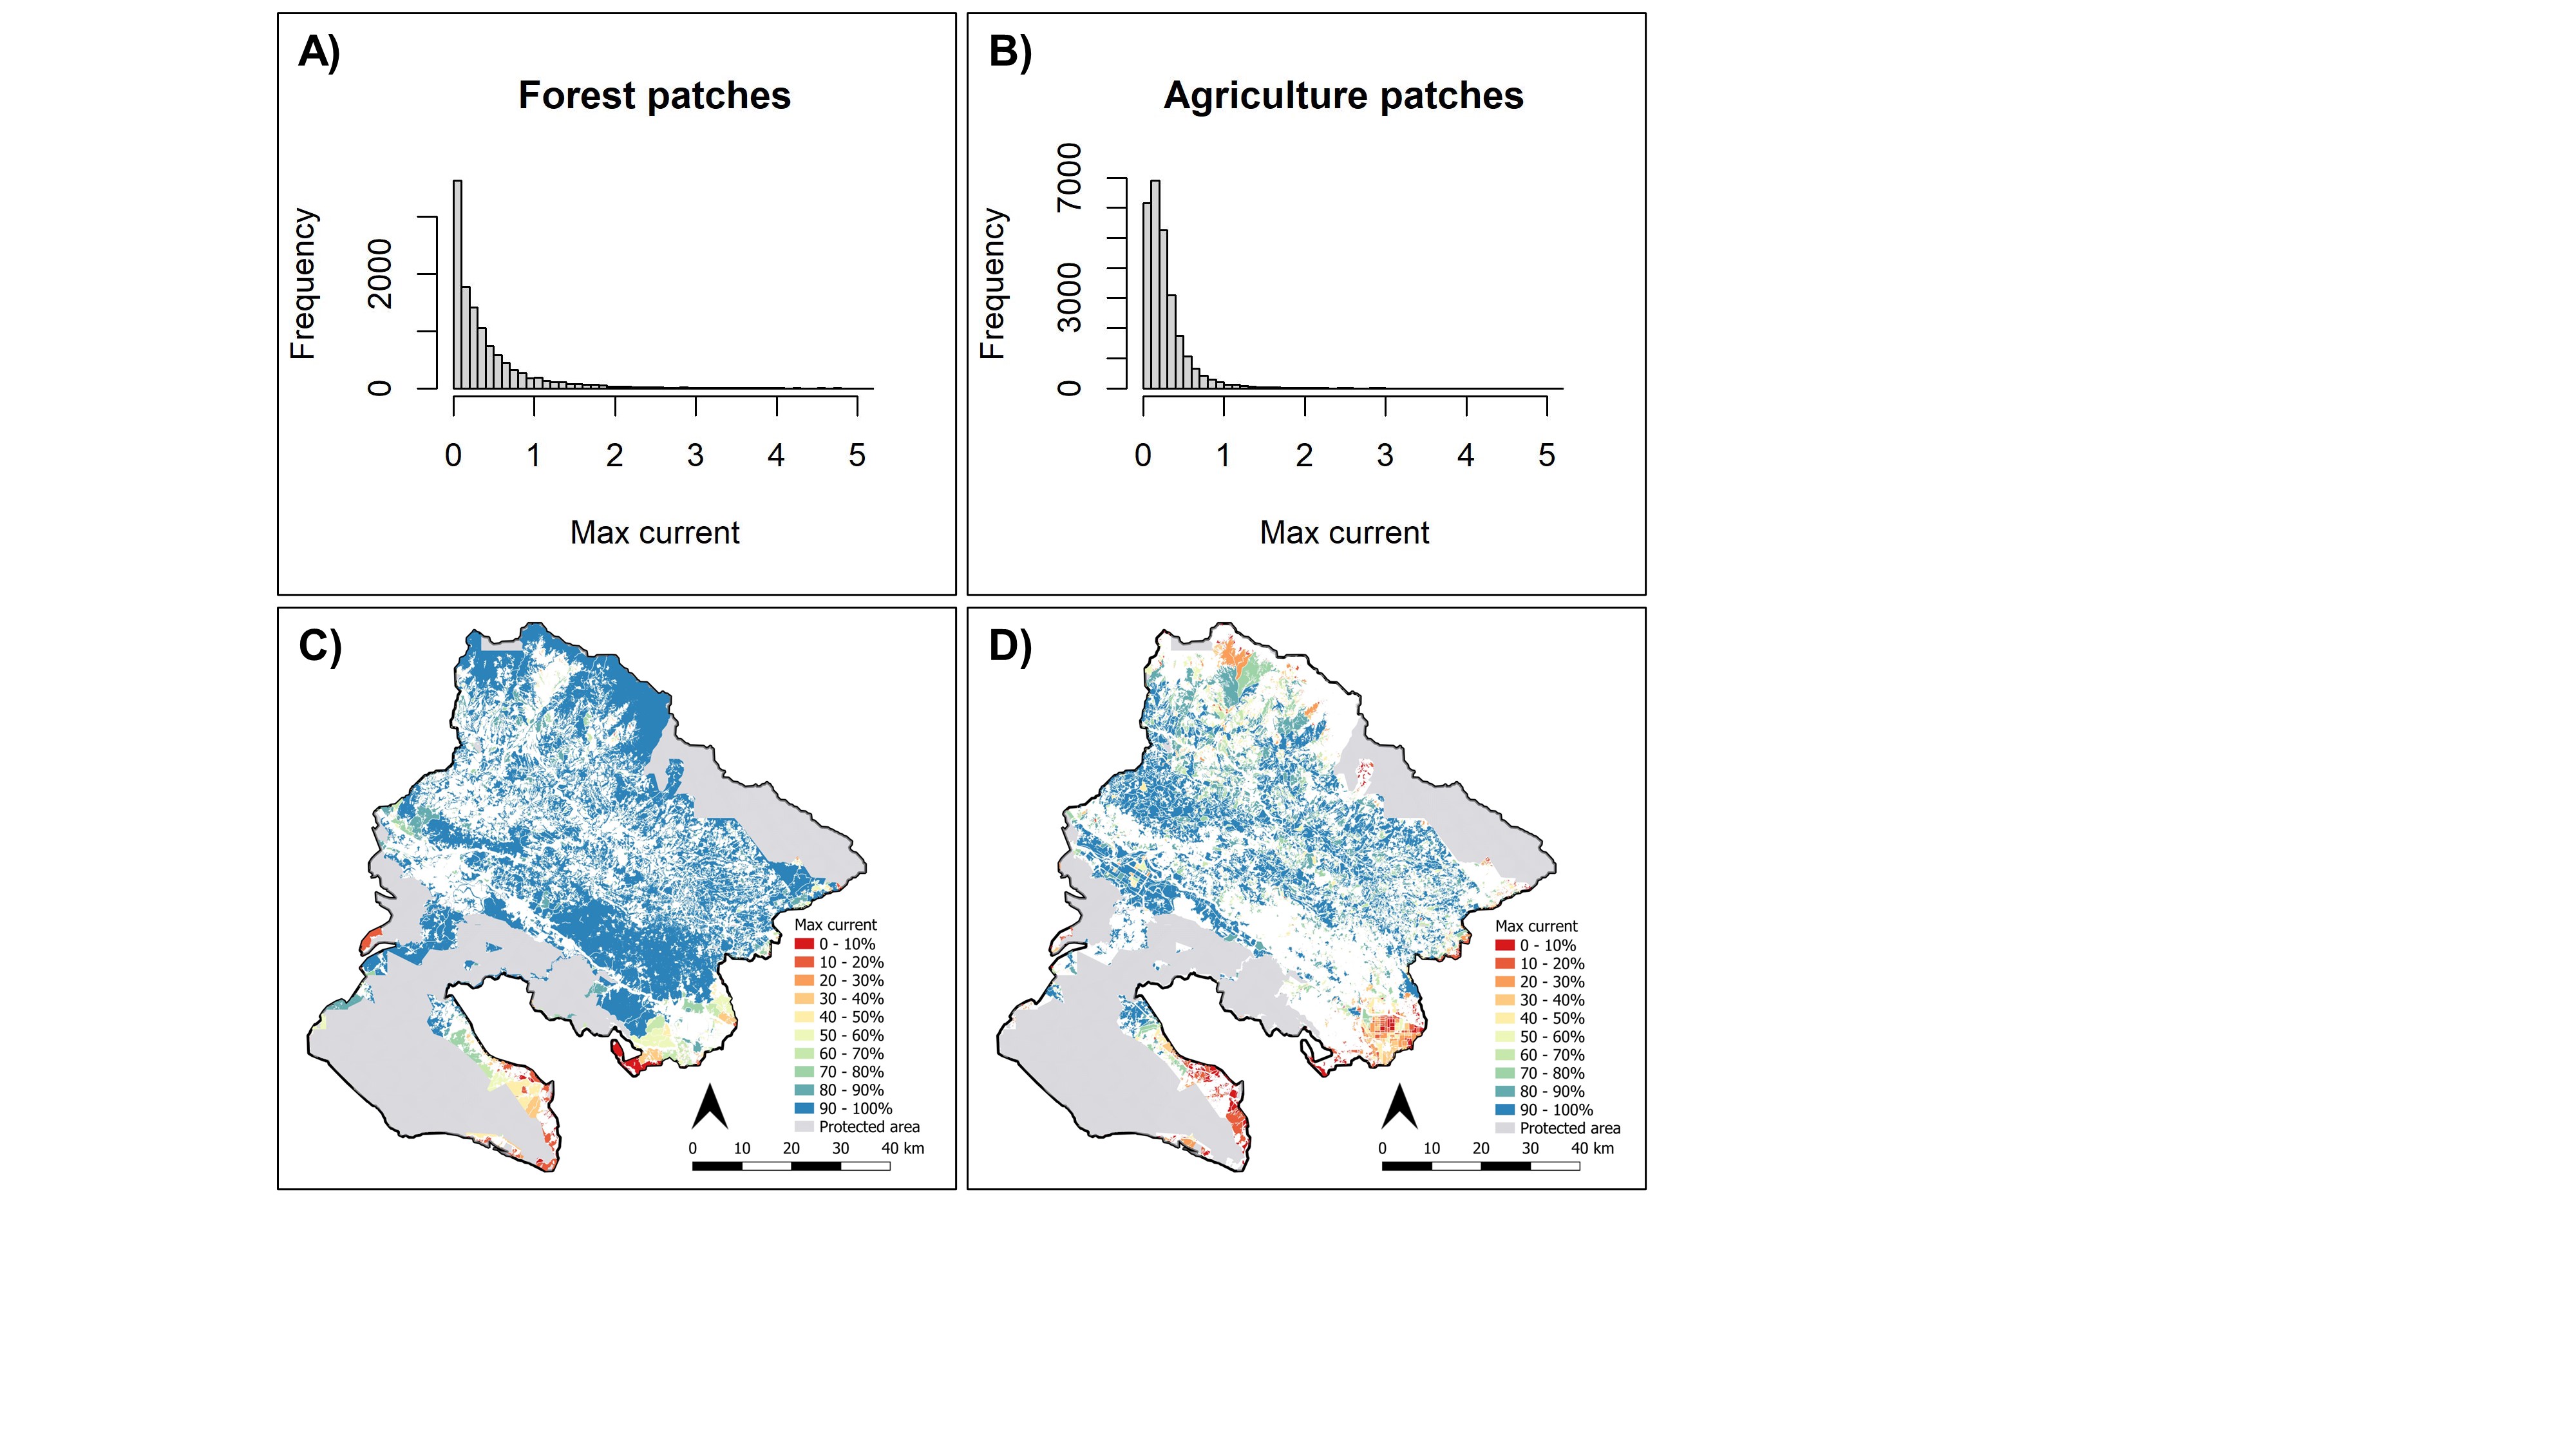 A)
Forest patches
Frequency
0
2000
0 1 2 3 4 5
Max current
B)
Agriculture patches
Frequency
0
3000
7000
0 1 2 3 4 5
Max current
C)
Max current
0 - 10%
10 - 20%
20 - 30%
30 - 40%
40 - 50%
50 - 60%
60 - 70%
70 - 80%
80 - 90%
90 - 100%
Protected area
0 10 20 30 40 km
D)
Max current
0 - 10%
10 - 20%
20 - 30%
30 - 40%
40 - 50%
50 - 60%
60 - 70%
70 - 80%
80 - 90%
90 - 100%
Protected area
0 10 20 30 40 km